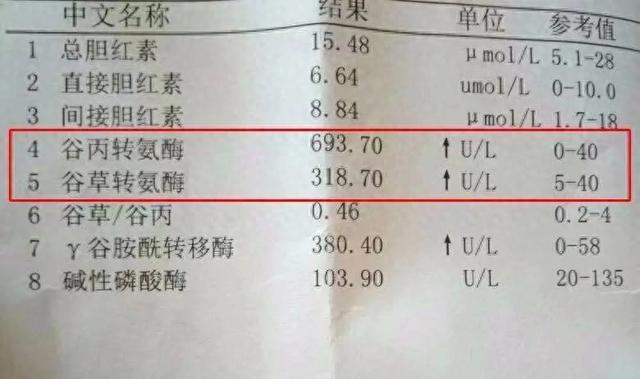 中文名称 结果 单位 参考值
1 总胆红素 15.48 μmol/L 5.1-28
2 直接胆红素 6.64 umol/L 0-10.0
3 间接胆红素 8.84 μmol/L 1.7-18
4 谷丙转氨酶 693.70 ↑ U/L 0-40
5 谷草转氨酶 318.70 ↑ U/L 5-40
6 谷草/谷丙 0.46 0.2-4
7 γ谷胺酰转移酶 380.40 ↑ U/L 0-58
8 碱性磷酸酶 103.90 U/L 20-135